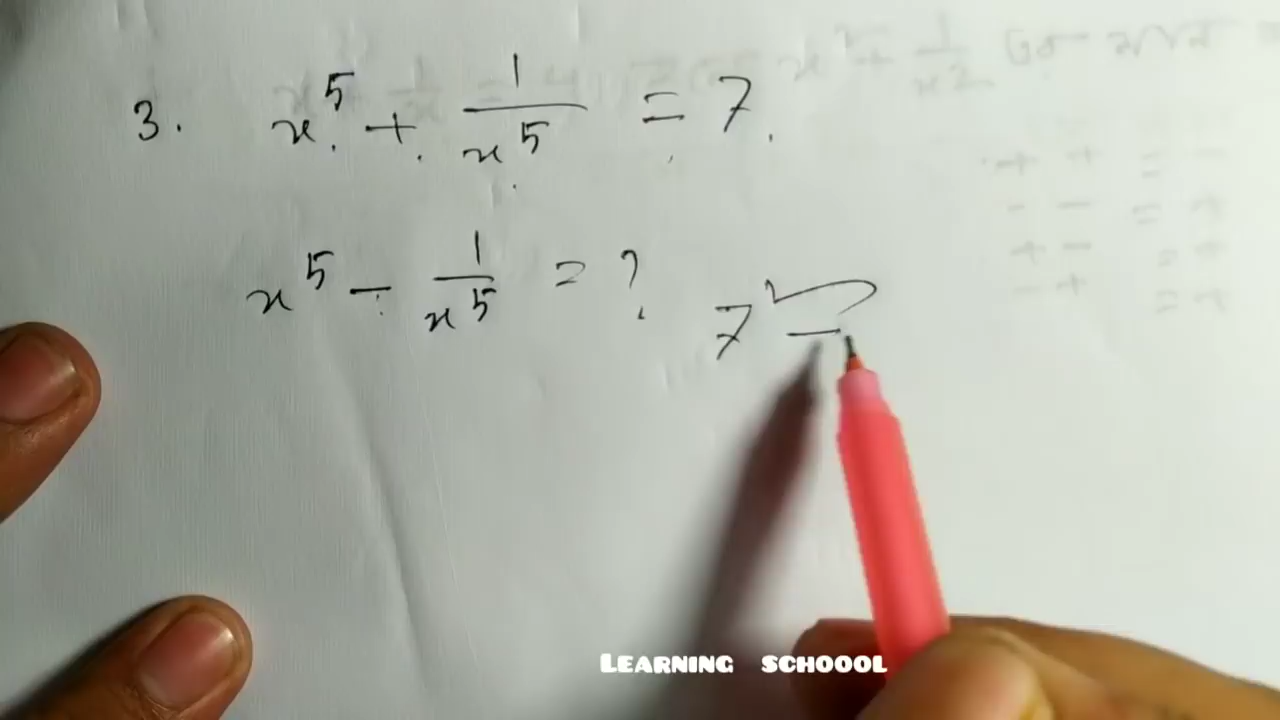 3. x⁵ + 1/x⁵ = 7
x⁵ - 1/x⁵ = ?
7² -
LEARNING SCHOOOL